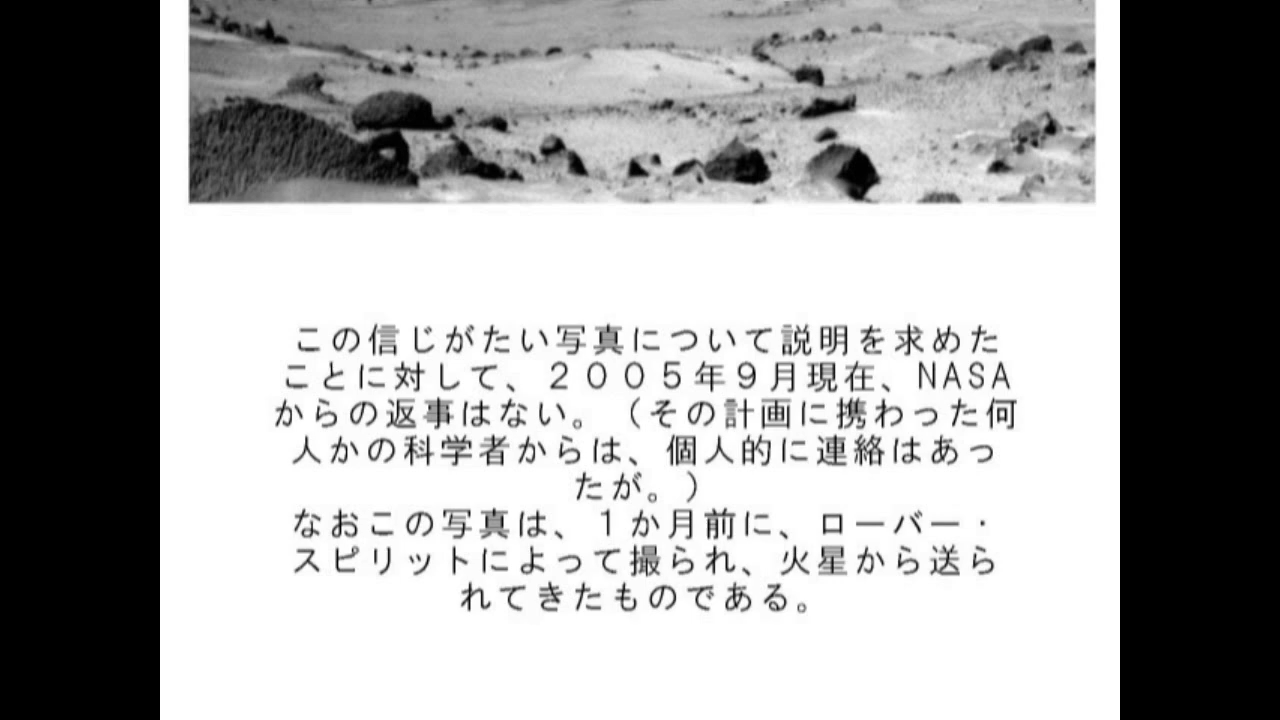 この信じがたい写真について説明を求めた
ことに対して、２００５年９月現在、NASA
からの返事はない。（その計画に携わった何
人かの科学者からは、個人的に連絡はあっ
たが。）
なおこの写真は、１か月前に、ローバー・
スピリットによって撮られ、火星から送ら
れてきたものである。